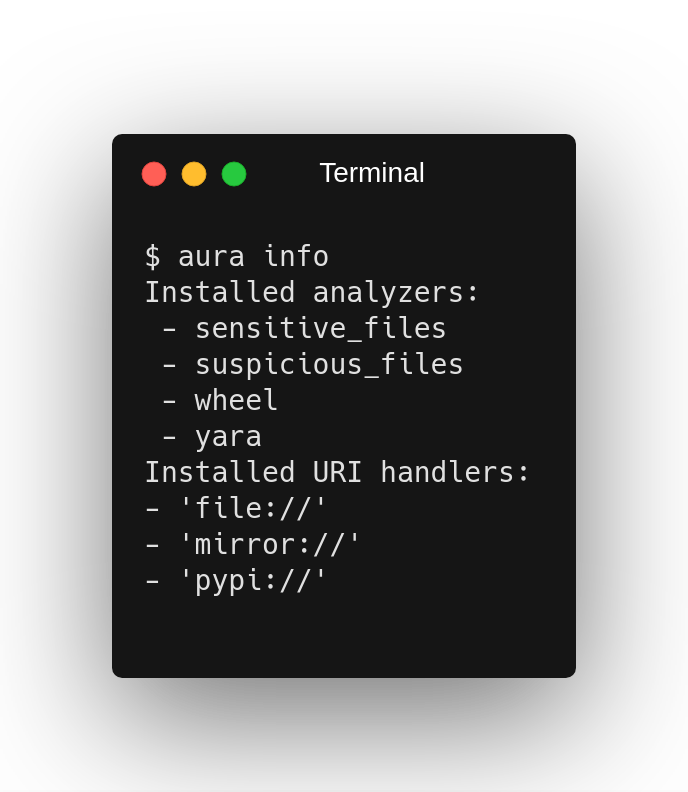 Terminal
$ aura info
Installed analyzers:
 - sensitive_files
 - suspicious_files
 - wheel
 - yara
Installed URI handlers:
- 'file://'
- 'mirror://'
- 'pypi://'